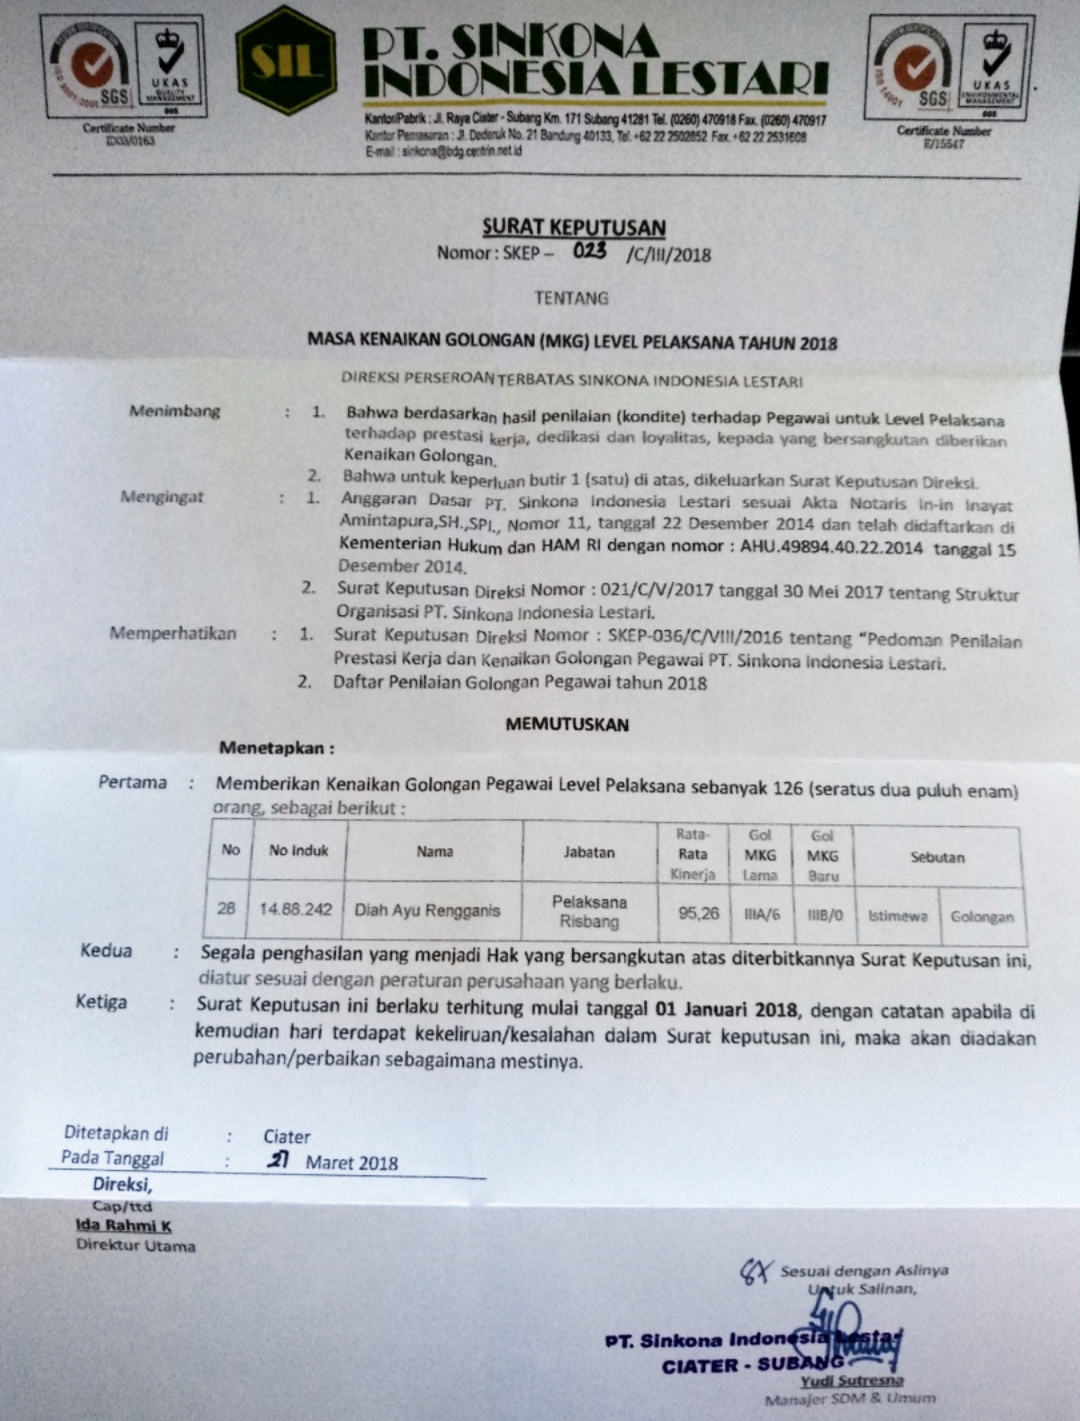 ISO 9001:2008
SGS
UKAS
QUALITY
MANAGEMENT
005
Certificate Number
ID03/0163
SIL
PT. SINKONA
INDONESIA LESTARI
Kantor/Pabrik : Jl. Raya Ciater - Subang Km. 171 Subang 41281 Tel. (0260) 470918 Fax. (0260) 470917
Kantor Pemasaran : Jl. Dederuk No. 21 Bandung 40133, Tel. +62 22 2502852 Fax. +62 22 2531608
E-mail : sinkona@bdg.centrin.net.id
ISO 14001
SGS
UKAS
ENVIRONMENTAL
MANAGEMENT
005
Certificate Number
E/15547
SURAT KEPUTUSAN
Nomor : SKEP – 023 /C/III/2018
TENTANG
MASA KENAIKAN GOLONGAN (MKG) LEVEL PELAKSANA TAHUN 2018
DIREKSI PERSEROAN TERBATAS SINKONA INDONESIA LESTARI
Menimbang : 1. Bahwa berdasarkan hasil penilaian (kondite) terhadap Pegawai untuk Level Pelaksana
terhadap prestasi kerja, dedikasi dan loyalitas, kepada yang bersangkutan diberikan
Kenaikan Golongan.
2. Bahwa untuk keperluan butir 1 (satu) di atas, dikeluarkan Surat Keputusan Direksi.
Mengingat : 1. Anggaran Dasar PT. Sinkona Indonesia Lestari sesuai Akta Notaris In-in Inayat
Amintapura,SH.,SPI., Nomor 11, tanggal 22 Desember 2014 dan telah didaftarkan di
Kementerian Hukum dan HAM RI dengan nomor : AHU.49894.40.22.2014 tanggal 15
Desember 2014.
2. Surat Keputusan Direksi Nomor : 021/C/V/2017 tanggal 30 Mei 2017 tentang Struktur
Organisasi PT. Sinkona Indonesia Lestari.
Memperhatikan : 1. Surat Keputusan Direksi Nomor : SKEP-036/C/VIII/2016 tentang “Pedoman Penilaian
Prestasi Kerja dan Kenaikan Golongan Pegawai PT. Sinkona Indonesia Lestari.
2. Daftar Penilaian Golongan Pegawai tahun 2018
MEMUTUSKAN
Menetapkan :
Pertama : Memberikan Kenaikan Golongan Pegawai Level Pelaksana sebanyak 126 (seratus dua puluh enam)
orang, sebagai berikut :
No No Induk Nama Jabatan Rata-Rata Kinerja Gol MKG Lama Gol MKG Baru Sebutan
28 14.88.242 Diah Ayu Rengganis Pelaksana Risbang 95,26 IIIA/6 IIIB/0 Istimewa Golongan
Kedua : Segala penghasilan yang menjadi Hak yang bersangkutan atas diterbitkannya Surat Keputusan ini,
diatur sesuai dengan peraturan perusahaan yang berlaku.
Ketiga : Surat Keputusan ini berlaku terhitung mulai tanggal 01 Januari 2018, dengan catatan apabila di
kemudian hari terdapat kekeliruan/kesalahan dalam Surat keputusan ini, maka akan diadakan
perubahan/perbaikan sebagaimana mestinya.
Ditetapkan di : Ciater
Pada Tanggal : 21 Maret 2018
Direksi,
Cap/ttd
Ida Rahmi K
Direktur Utama
Sesuai dengan Aslinya
Untuk Salinan,
PT. Sinkona Indonesia Lestari
CIATER - SUBANG
Yudi Sutresna
Manajer SDM & Umum